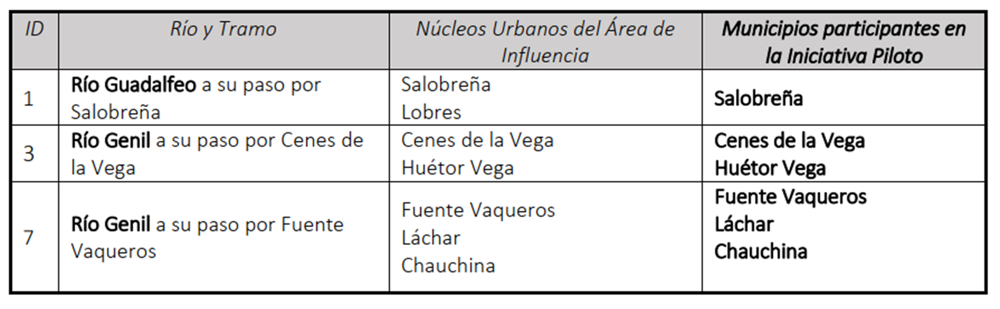 ID
Río y Tramo
Núcleos Urbanos del Área de
Influencia
Municipios participantes en
la Iniciativa Piloto
1
Río Guadalfeo a su paso por
Salobreña
Salobreña
Lobres
Salobreña
3
Río Genil a su paso por Cenes de
la Vega
Cenes de la Vega
Huétor Vega
Cenes de la Vega
Huétor Vega
7
Río Genil a su paso por Fuente
Vaqueros
Fuente Vaqueros
Láchar
Chauchina
Fuente Vaqueros
Láchar
Chauchina